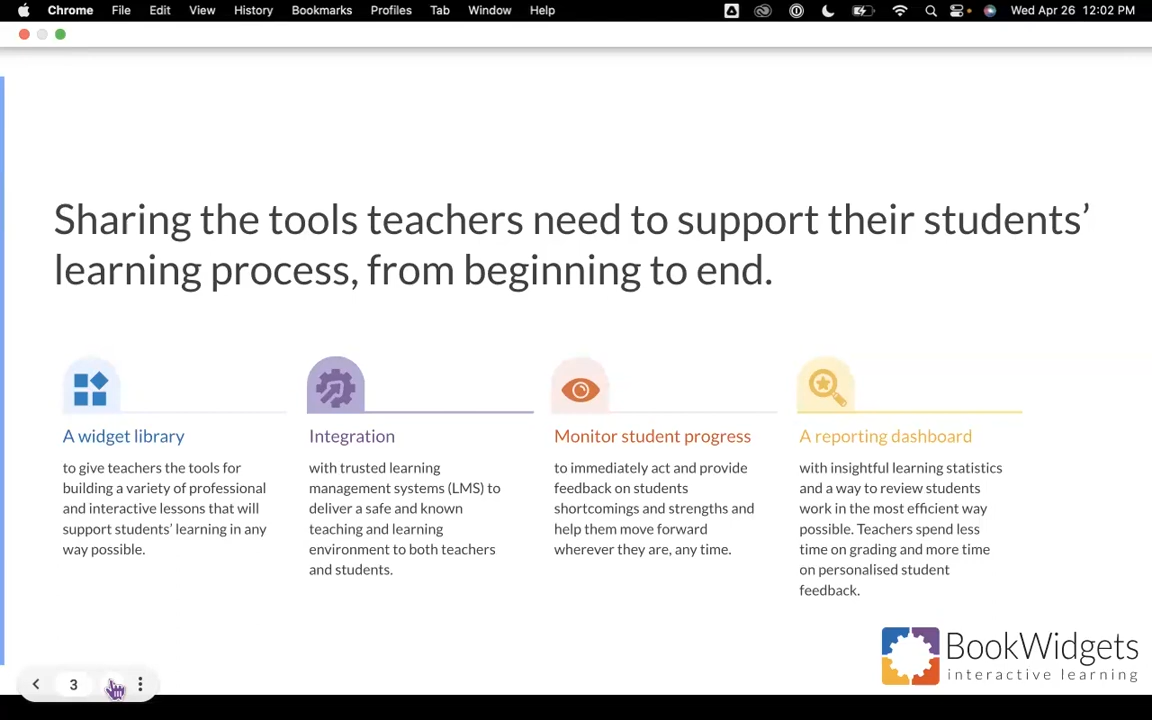 Chrome File Edit View History Bookmarks Profiles Tab Window Help Wed Apr 26 12:02 PM
Sharing the tools teachers need to support their students’
learning process, from beginning to end.
A widget library
to give teachers the tools for
building a variety of professional
and interactive lessons that will
support students’ learning in any
way possible.
Integration
with trusted learning
management systems (LMS) to
deliver a safe and known
teaching and learning
environment to both teachers
and students.
Monitor student progress
to immediately act and provide
feedback on students
shortcomings and strengths and
help them move forward
wherever they are, any time.
A reporting dashboard
with insightful learning statistics
and a way to review students
work in the most efficient way
possible. Teachers spend less
time on grading and more time
on personalised student
feedback.
BookWidgets
interactive learning
3